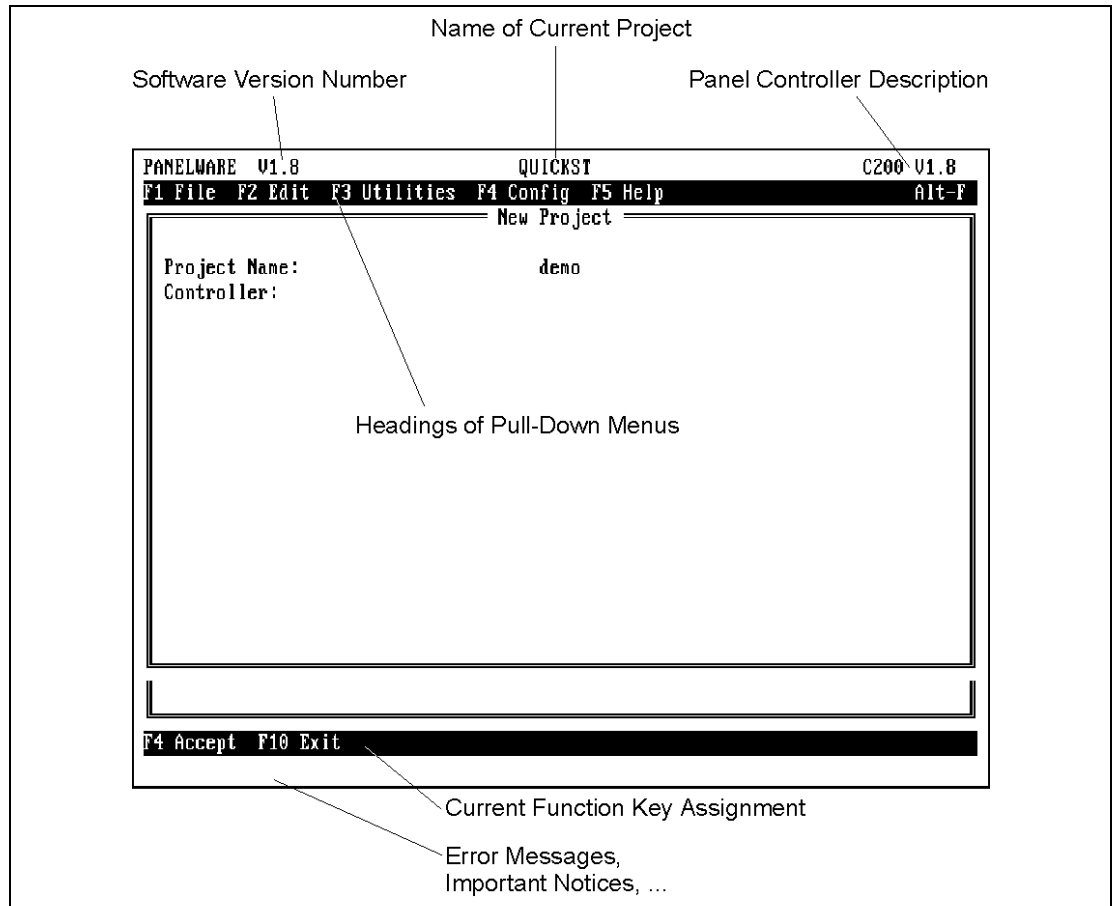 Name of Current Project
Software Version Number Panel Controller Description
PANELWARE V1.8 QUICKST C200 V1.8
F1 File F2 Edit F3 Utilities F4 Config F5 Help Alt-F
New Project
Project Name: demo
Controller:
Headings of Pull-Down Menus
F4 Accept F10 Exit
Current Function Key Assignment
Error Messages,
Important Notices, ...